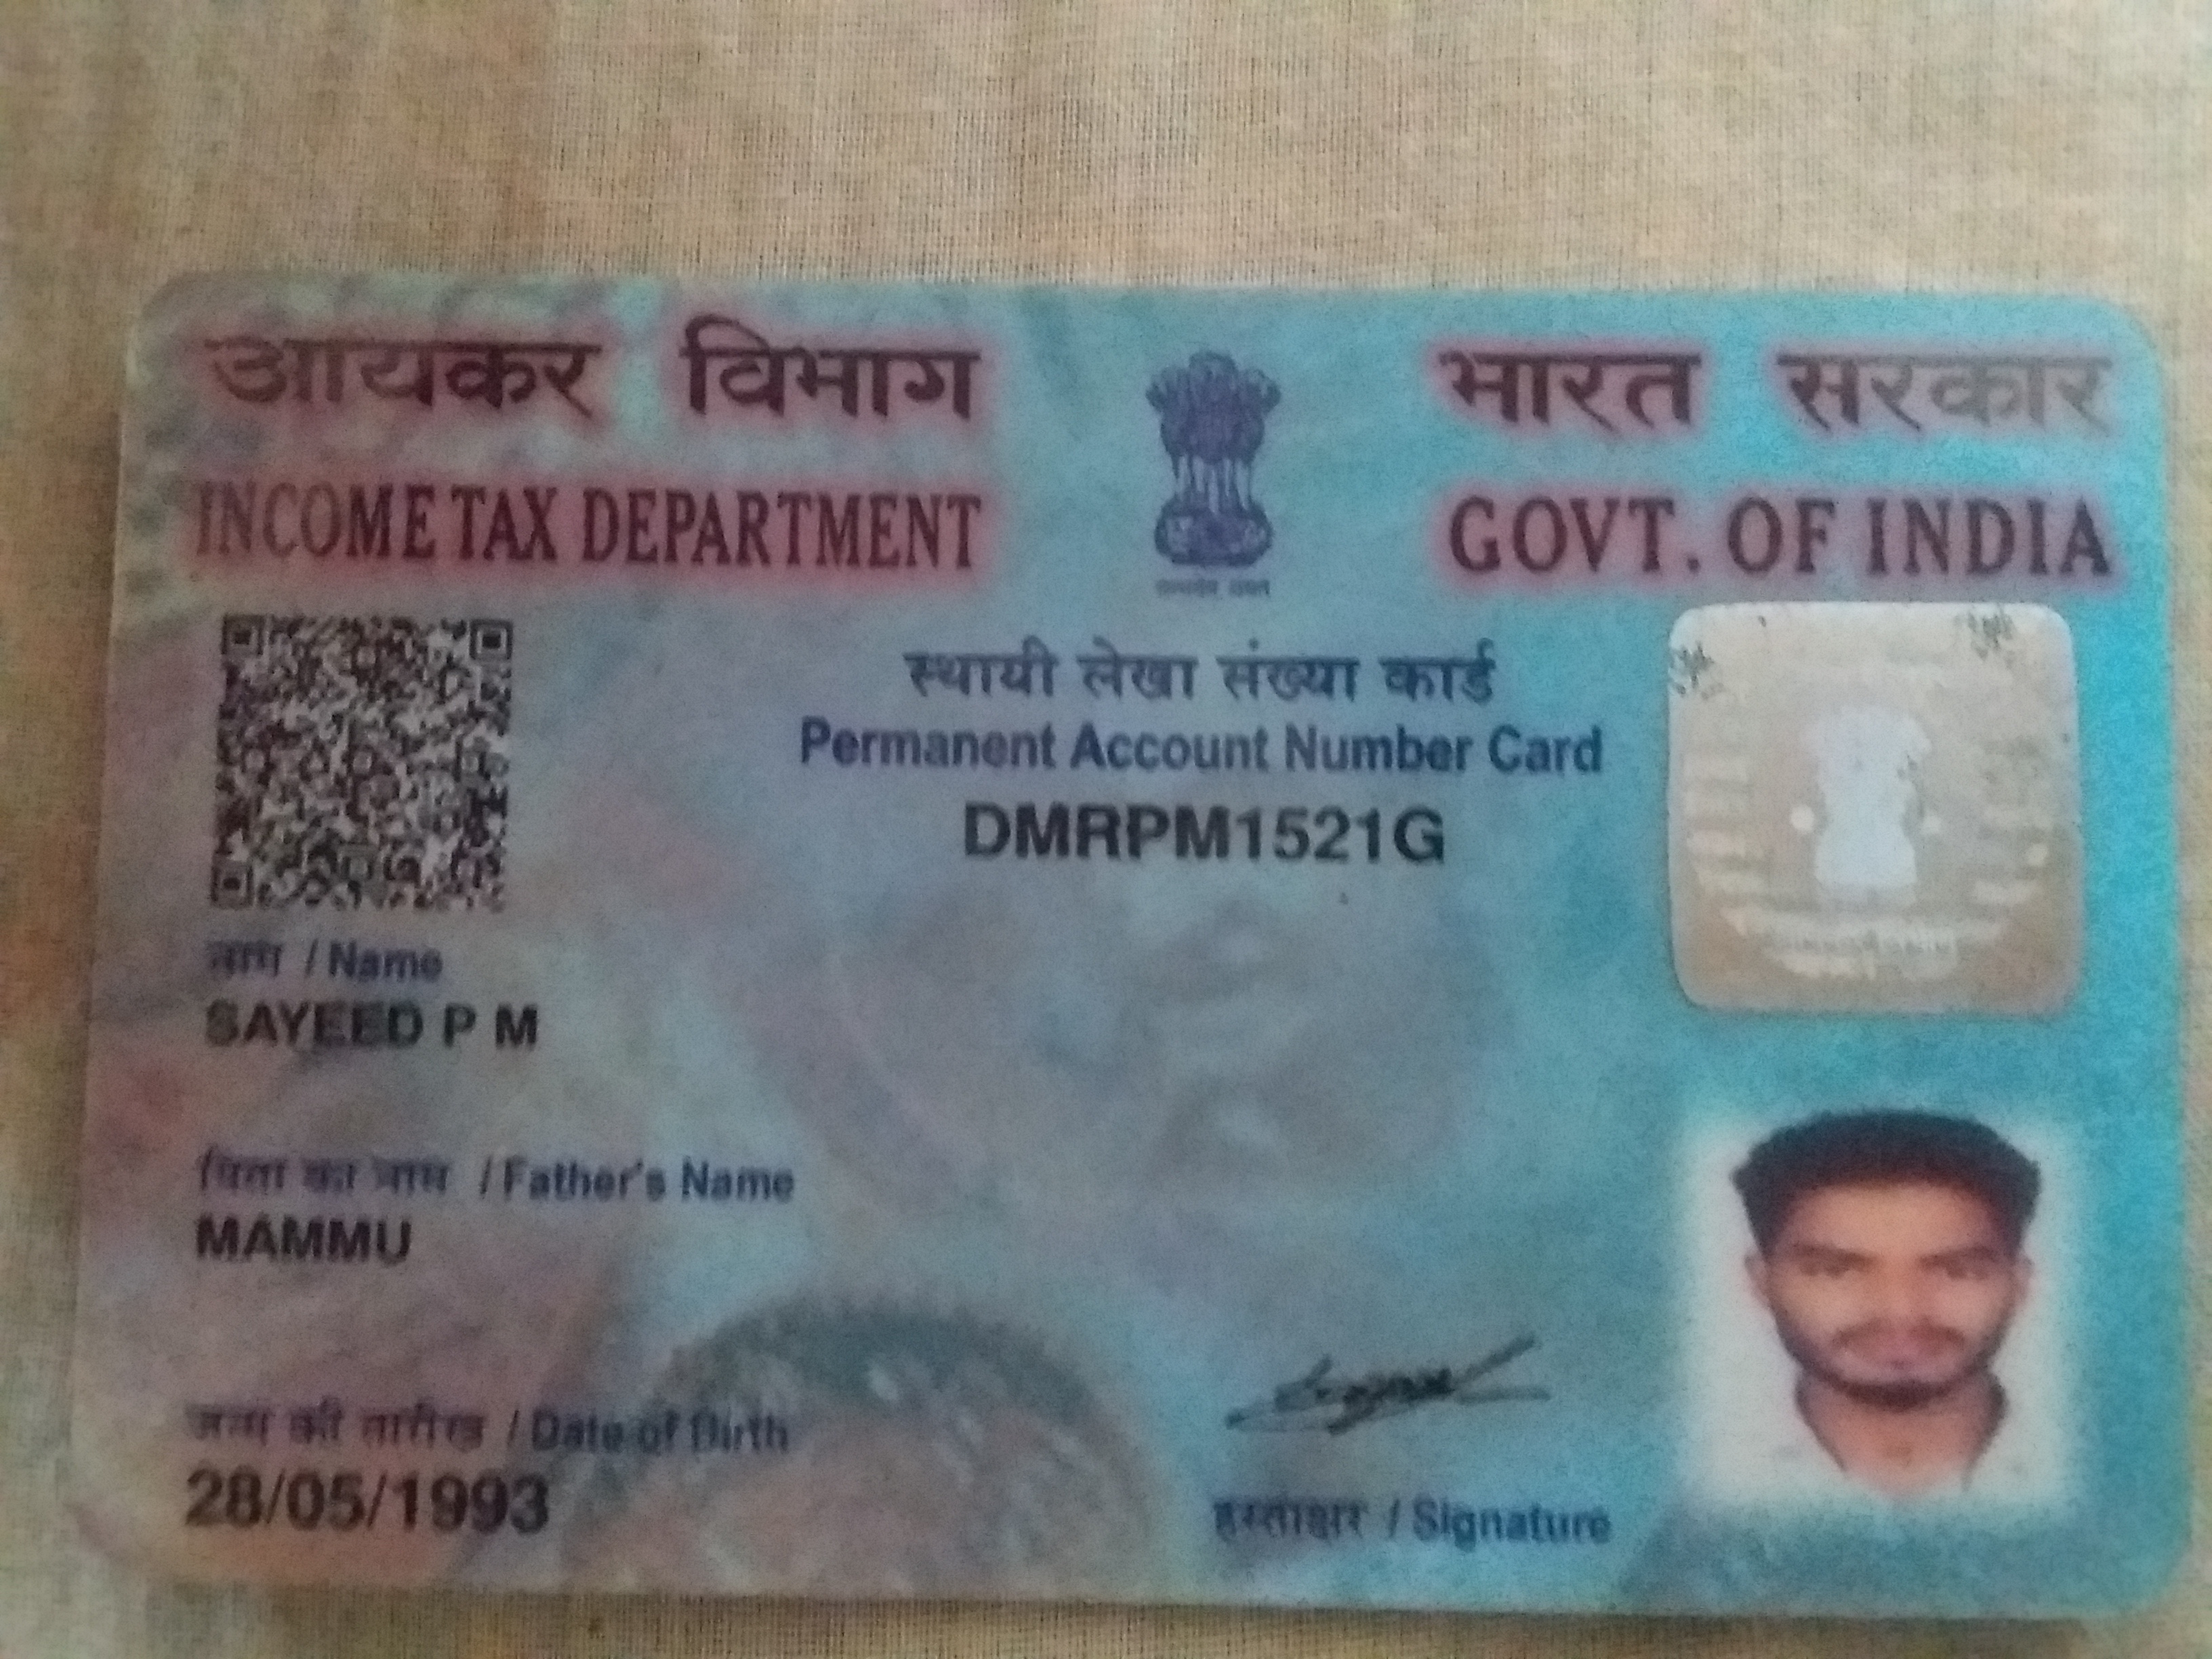 आयकर विभाग
INCOME TAX DEPARTMENT
भारत सरकार
GOVT. OF INDIA
स्थायी लेखा संख्या कार्ड
Permanent Account Number Card
DMRPM1521G
नाम / Name
SAYEED P M
पिता का नाम / Father's Name
MAMMU
जन्म की तारीख / Date of Birth
28/05/1993
हस्ताक्षर / Signature